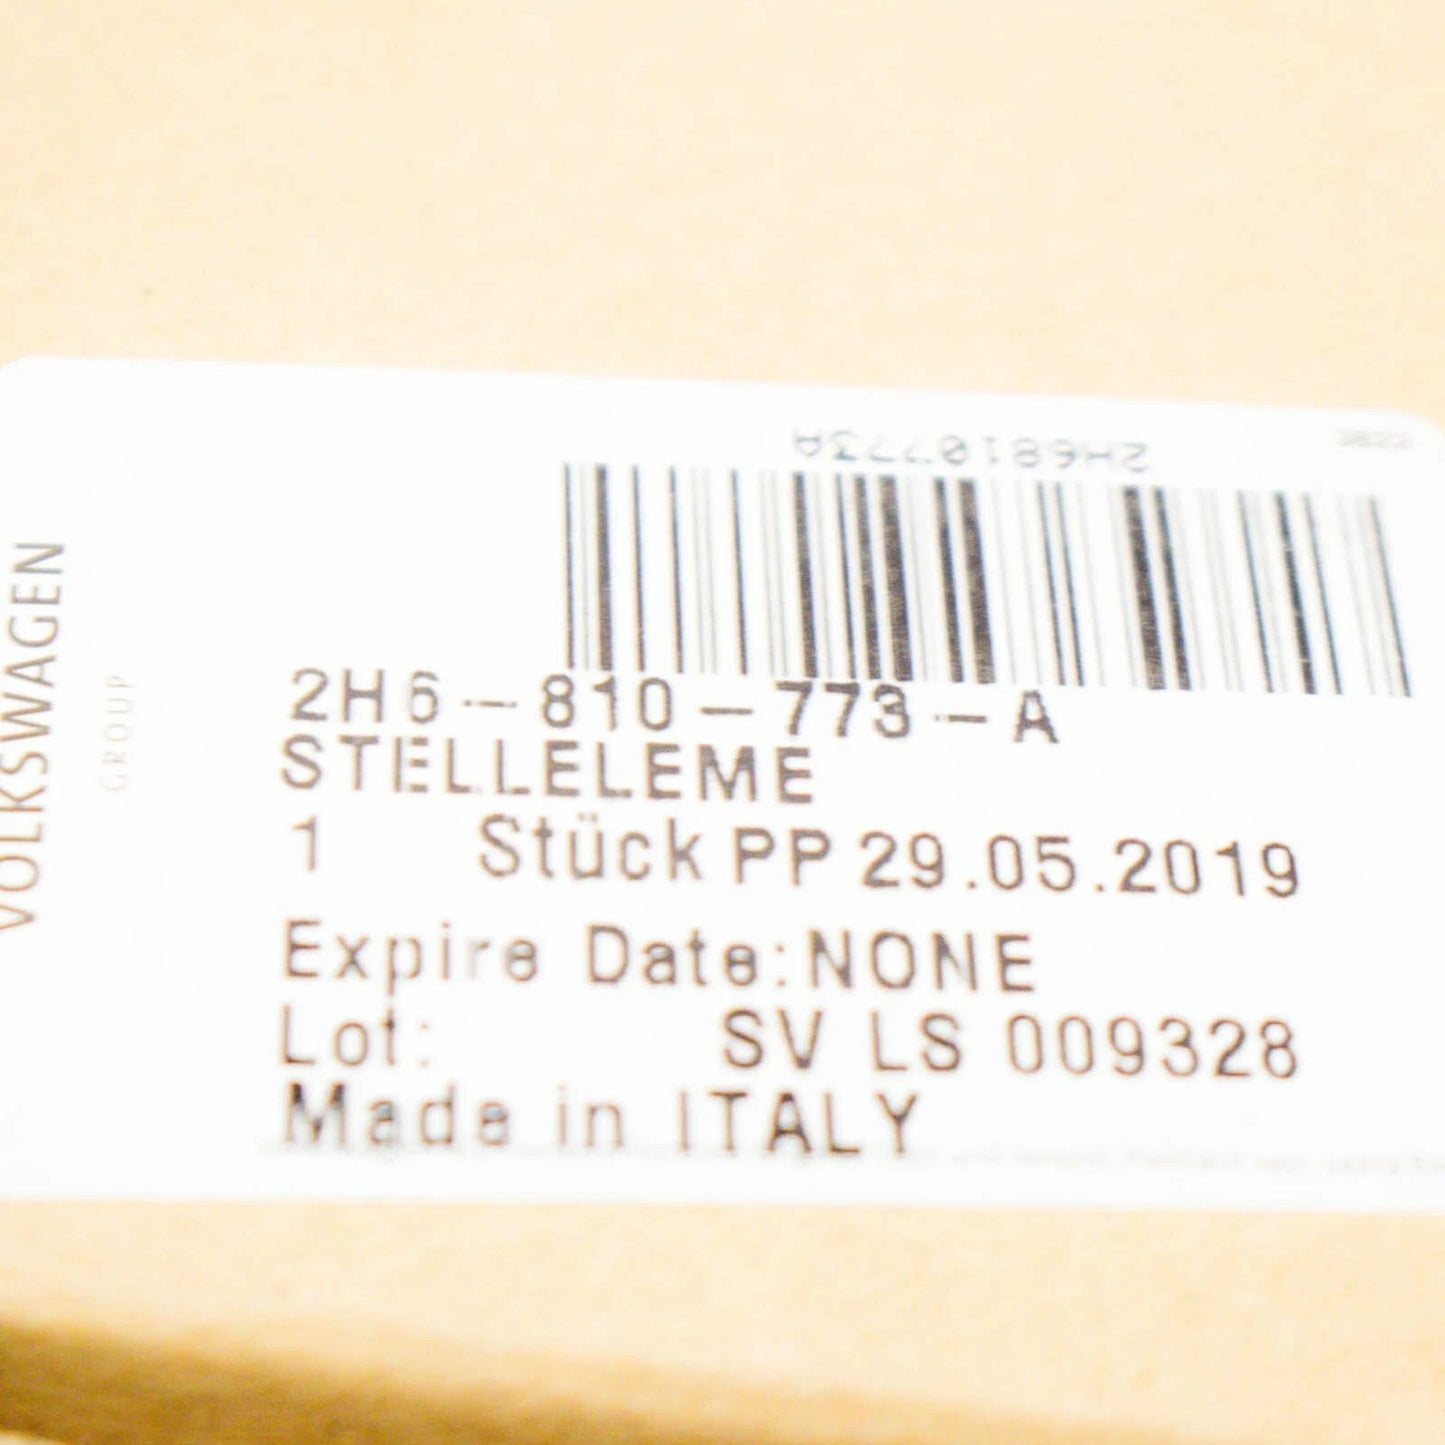 2H6810773A
VOLKSWAGEN
GROUP
2H6-810-773-A
STELLELEME
1 Stück PP 29.05.2019
Expire Date:NONE
Lot: SV LS 009328
Made in ITALY